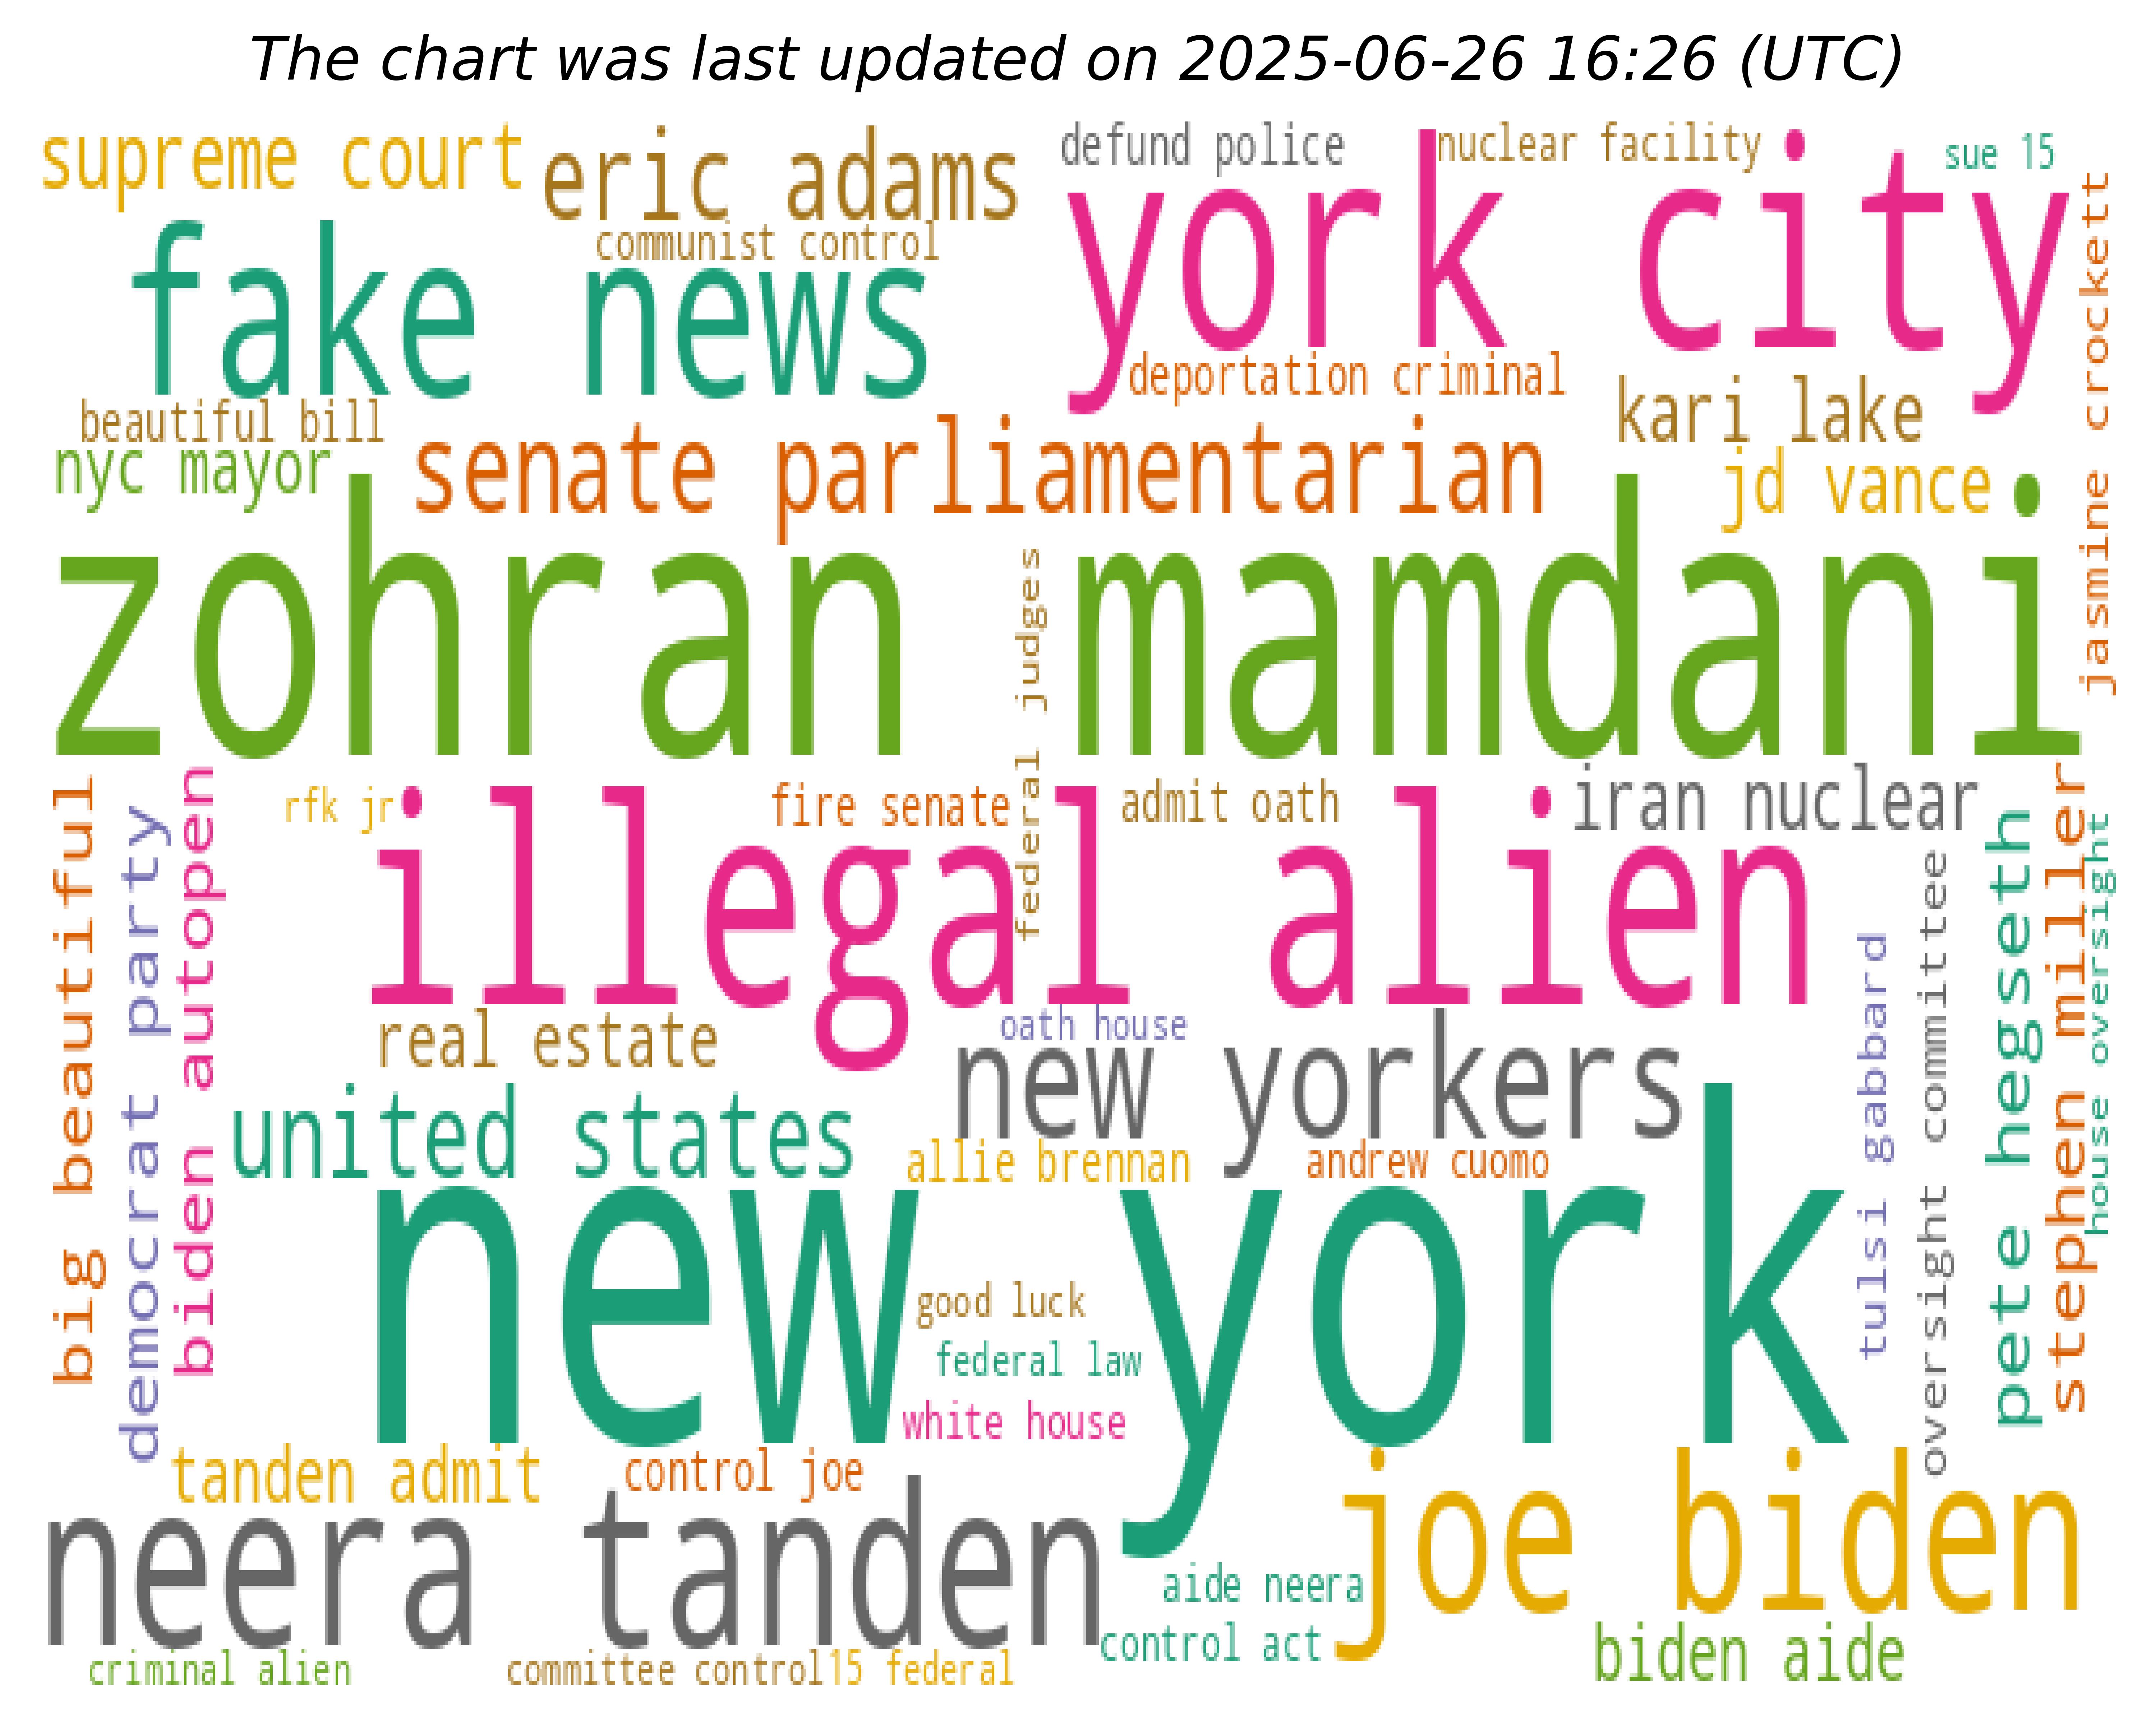 The chart was last updated on 2025-06-26 16:26 (UTC)
supreme court
eric adams
defund police
nuclear facility
sue 15
york city
jasmine crockett
communist control
fake news
deportation criminal
kari lake
beautiful bill
nyc mayor
senate parliamentarian
jd vance
zohran mamdani
federal judges
big beautiful
democrat party
biden autopen
rfk jr
fire senate
admit oath
iran nuclear
illegal alien
stephen miller
house oversight
pete hegseth
oversight committee
tulsi gabbard
real estate
oath house
new yorkers
united states
allie brennan
andrew cuomo
new york
good luck
federal law
white house
tanden admit
control joe
neera tanden
joe biden
aide neera
control act
biden aide
criminal alien
committee control
15 federal